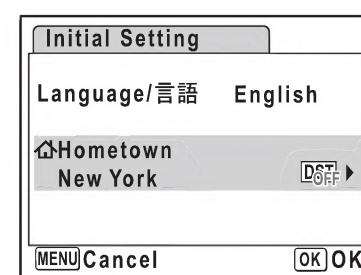 Initial Setting
Language/言語 English
Hometown
New York DST OFF
MENU Cancel OK OK